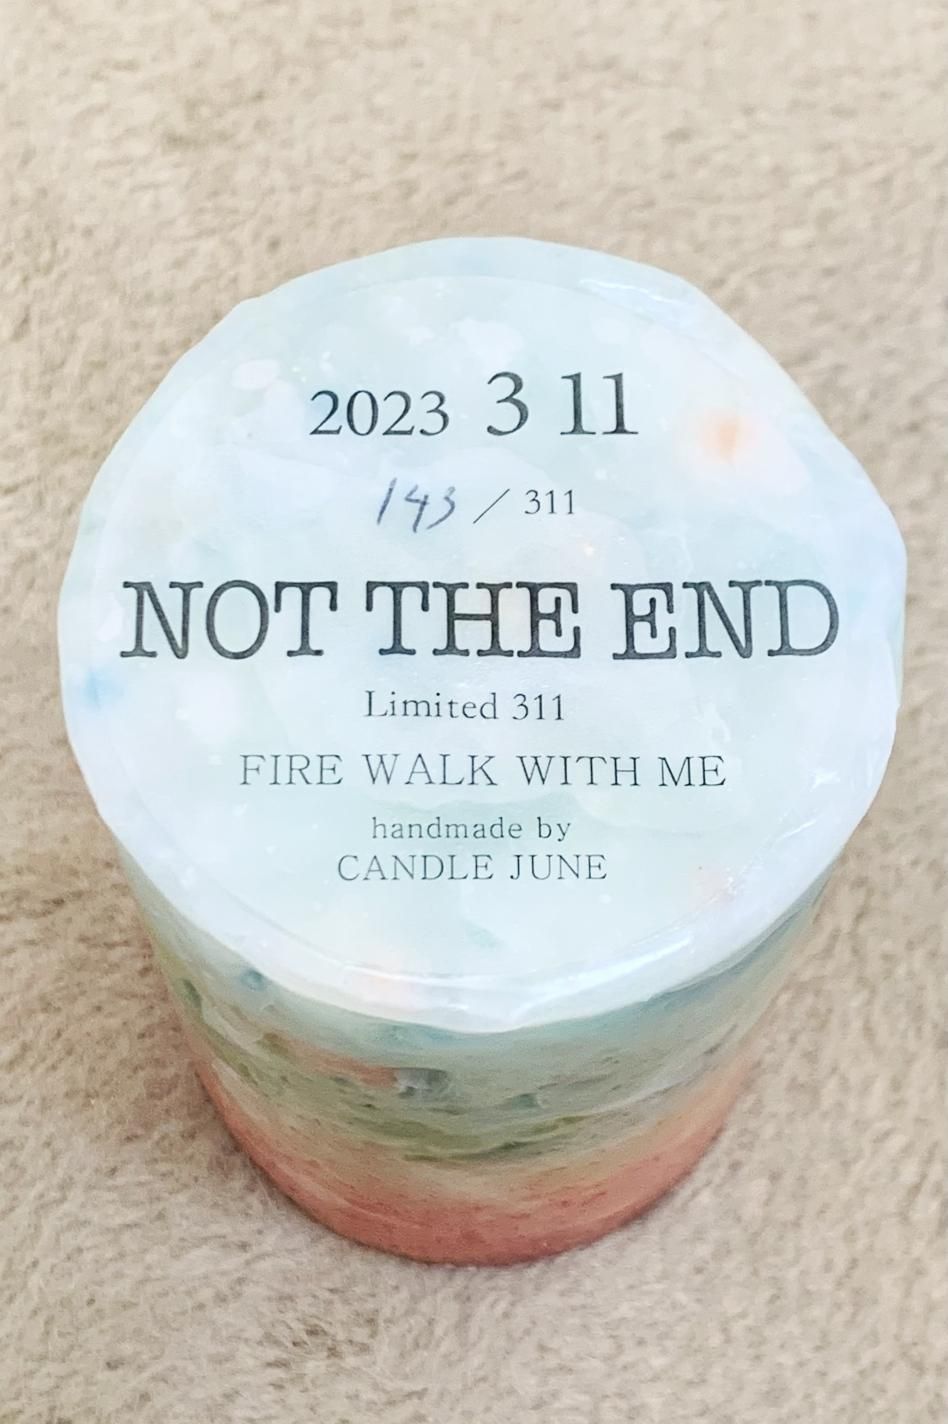 2023 3 11
143 / 311
NOT THE END
Limited 311
FIRE WALK WITH ME
handmade by
CANDLE JUNE